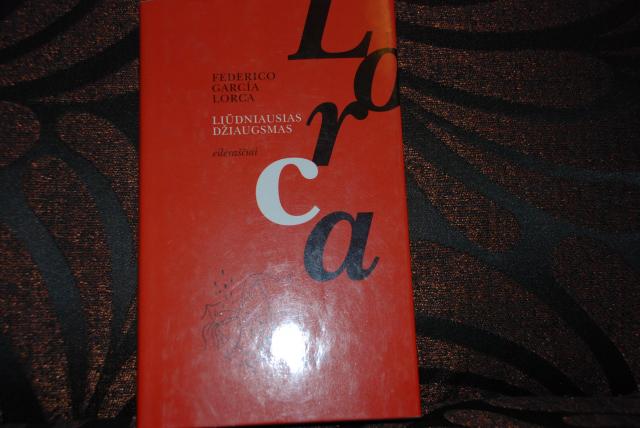 Lorca
FEDERICO
GARCÍA
LORCA
LIŪDNIAUSIAS
DŽIAUGSMAS
eilėraščiai